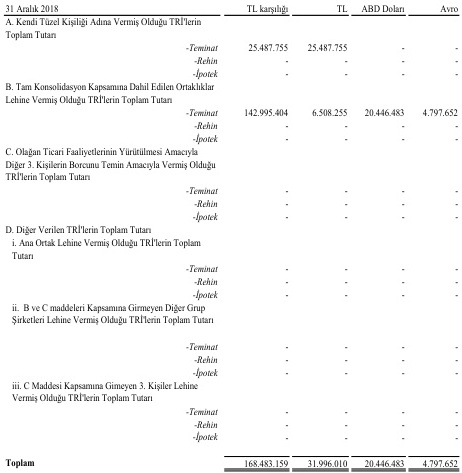 31 Aralık 2018 TL karşılığı TL ABD Doları Avro
A. Kendi Tüzel Kişiliği Adına Vermiş Olduğu TRİ'lerin
Toplam Tutarı
-Teminat 25.487.755 25.487.755 - -
-Rehin - - - -
-İpotek - - - -
B. Tam Konsolidasyon Kapsamına Dahil Edilen Ortaklıklar
Lehine Vermiş Olduğu TRİ'lerin Toplam Tutarı
-Teminat 142.995.404 6.508.255 20.446.483 4.797.652
-Rehin - - - -
-İpotek - - - -
C. Olağan Ticari Faaliyetlerinin Yürütülmesi Amacıyla
Diğer 3. Kişilerin Borcunu Temin Amacıyla Vermiş Olduğu
TRİ'lerin Toplam Tutarı
-Teminat - - - -
-Rehin - - - -
-İpotek - - - -
D. Diğer Verilen TRİ'lerin Toplam Tutarı
i. Ana Ortak Lehine Vermiş Olduğu TRİ'lerin Toplam
Tutarı
-Teminat - - - -
-Rehin - - - -
-İpotek - - - -
ii. B ve C maddeleri Kapsamına Girmeyen Diğer Grup
Şirketleri Lehine Vermiş Olduğu TRİ'lerin Toplam Tutarı
-Teminat - - - -
-Rehin - - - -
-İpotek - - - -
iii. C Maddesi Kapsamına Gimeyen 3. Kişiler Lehine
Vermiş Olduğu TRİ'lerin Toplam Tutarı
-Teminat - - - -
-Rehin - - - -
-İpotek - - - -
Toplam 168.483.159 31.996.010 20.446.483 4.797.652